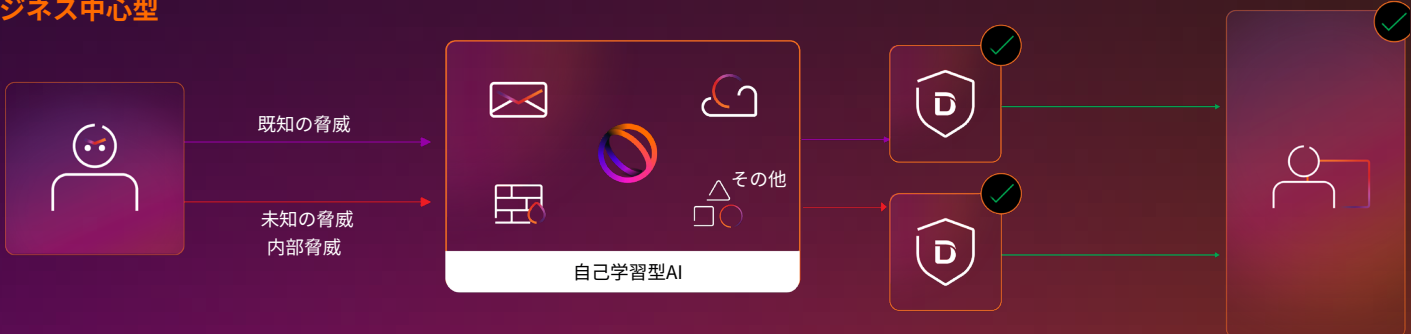 ジネス中心型
既知の脅威
未知の脅威
内部脅威
その他
自己学習型AI
D
D